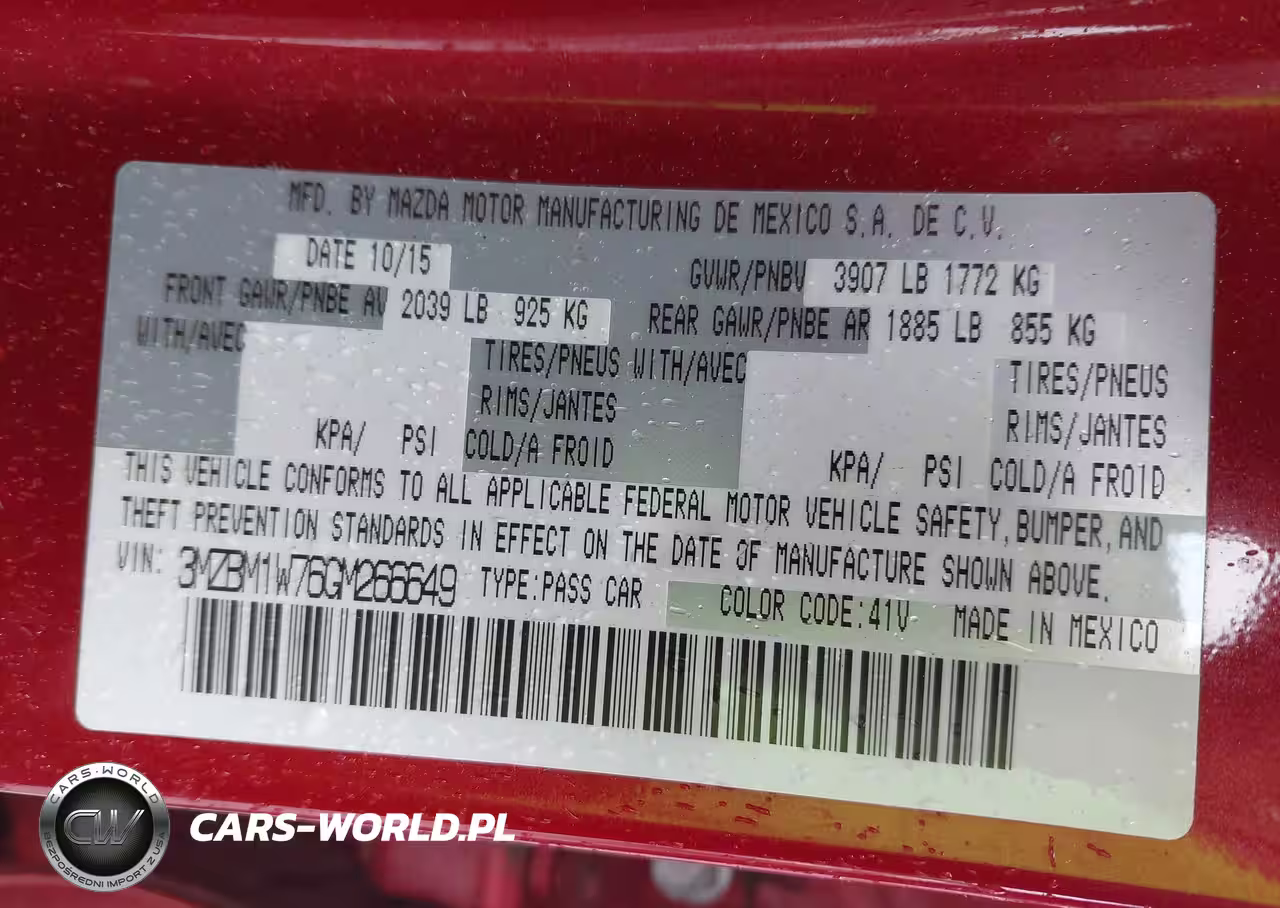 MFD. BY MAZDA MOTOR MANUFACTURING DE MEXICO S.A. DE C.V.
DATE 10/15 GVWR/PNBV 3907 LB 1772 KG
FRONT GAWR/PNBE AV 2039 LB 925 KG REAR GAWR/PNBE AR 1885 LB 855 KG
WITH/AVEC TIRES/PNEUS WITH/AVEC TIRES/PNEUS
RIMS/JANTES RIMS/JANTES
KPA/ PSI COLD/A FROID KPA/ PSI COLD/A FROID
THIS VEHICLE CONFORMS TO ALL APPLICABLE FEDERAL MOTOR VEHICLE SAFETY, BUMPER, AND
THEFT PREVENTION STANDARDS IN EFFECT ON THE DATE OF MANUFACTURE SHOWN ABOVE.
VIN: 3MZBM1W76GM266649 TYPE:PASS CAR COLOR CODE:41V MADE IN MEXICO
CARS-WORLD
CW
BEZPOŚREDNI IMPORT Z USA
CARS-WORLD.PL